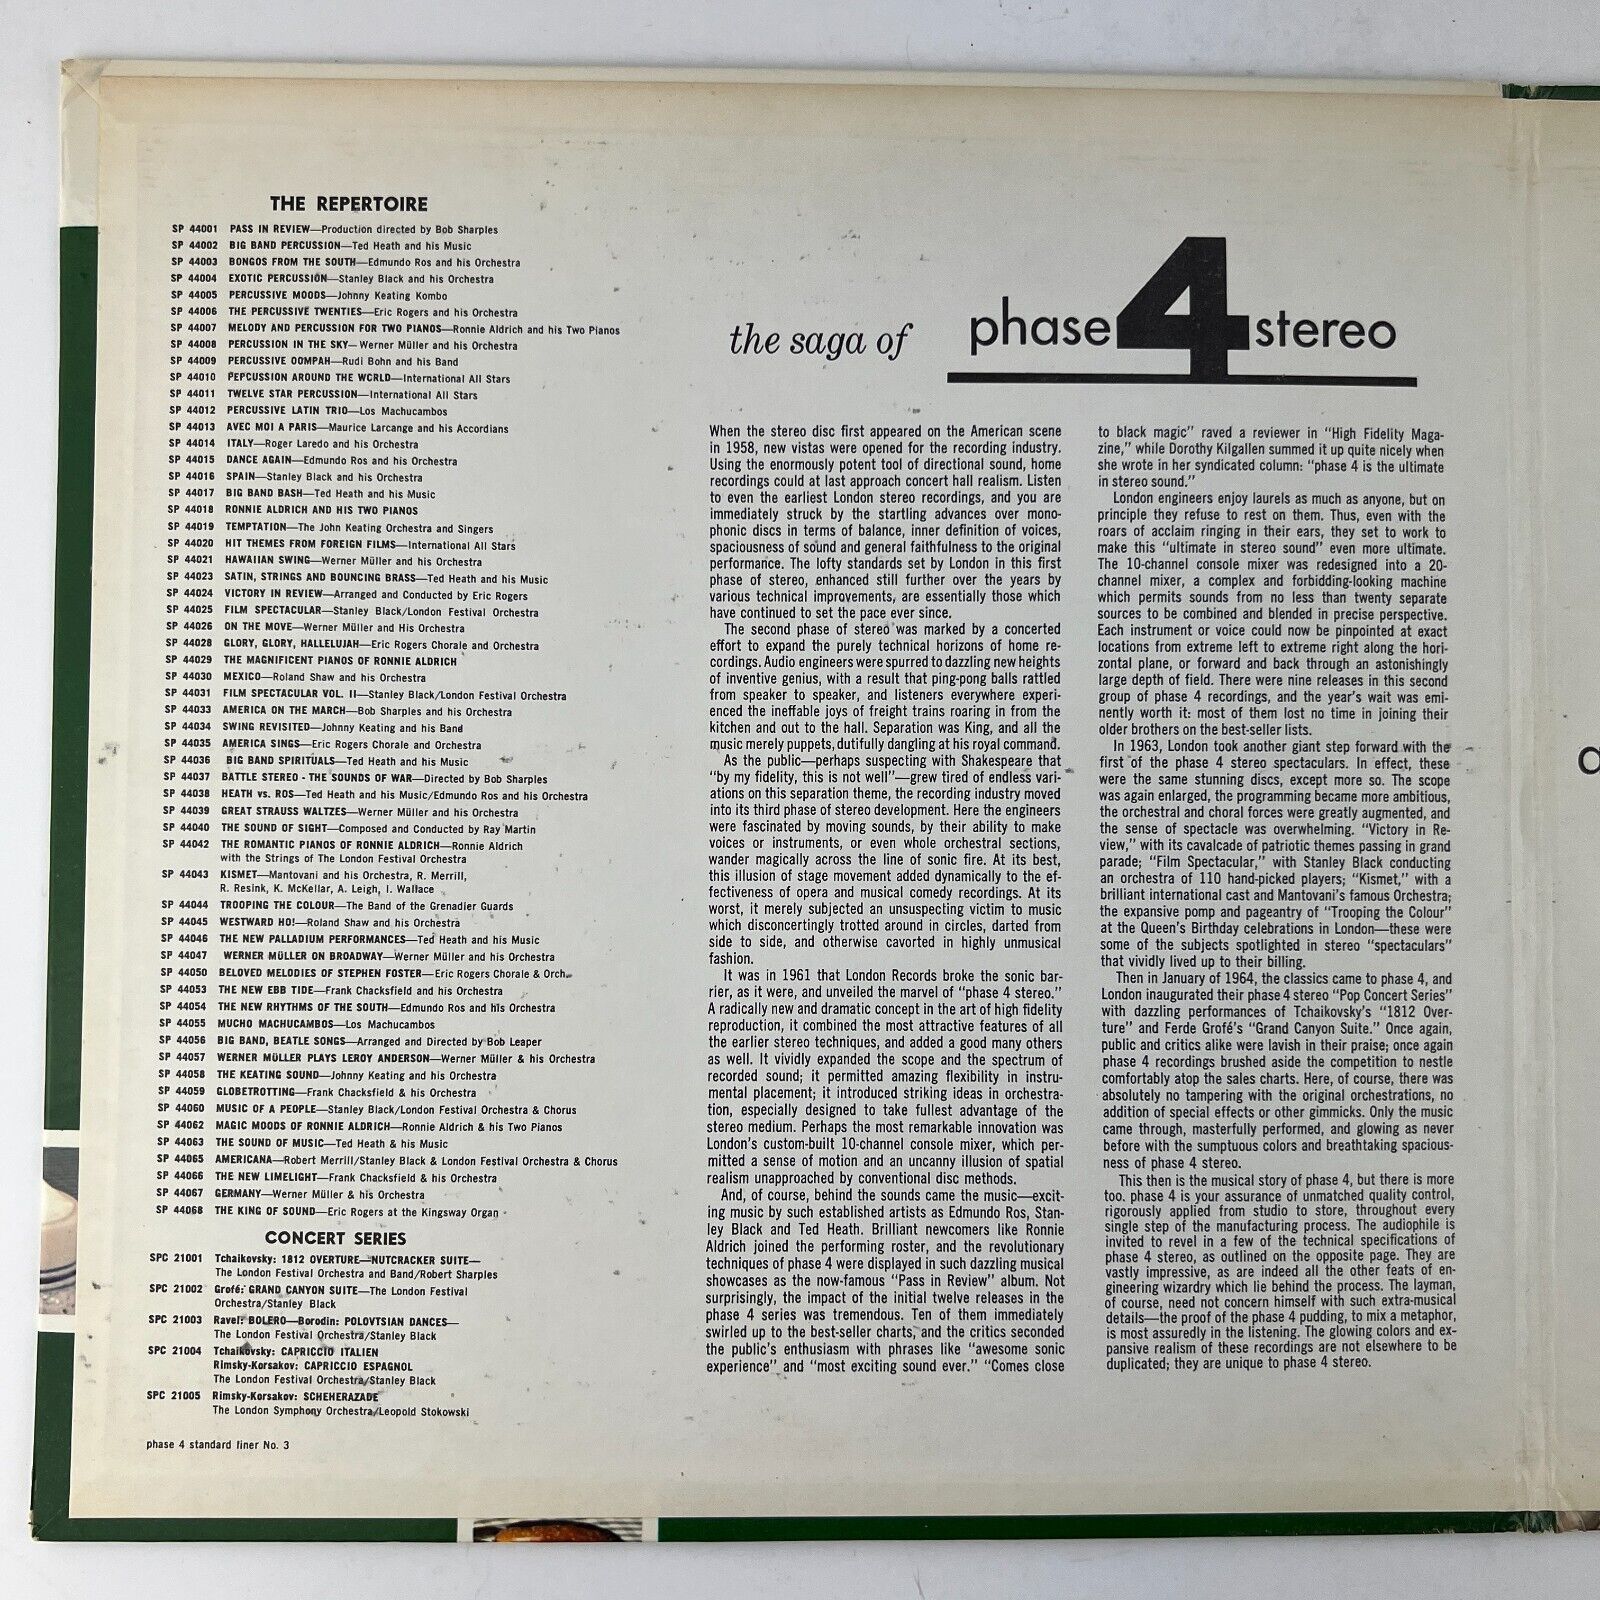 THE REPERTOIRE
SP 44001 PASS IN REVIEW—Production directed by Bob Sharples
SP 44002 BIG BAND PERCUSSION—Ted Heath and his Music
SP 44003 BONGOS FROM THE SOUTH—Edmundo Ros and his Orchestra
SP 44004 EXOTIC PERCUSSION—Stanley Black and his Orchestra
SP 44005 PERCUSSIVE MOODS—Johnny Keating Kombo
SP 44006 THE PERCUSSIVE TWENTIES—Eric Rogers and his Orchestra
SP 44007 MELODY AND PERCUSSION FOR TWO PIANOS—Ronnie Aldrich and his Two Pianos
SP 44008 PERCUSSION IN THE SKY—Werner Müller and his Orchestra
SP 44009 PERCUSSIVE OOMPAH—Rudi Bohn and his Band
SP 44010 PERCUSSION AROUND THE WORLD—International All Stars
SP 44011 TWELVE STAR PERCUSSION—International All Stars
SP 44012 PERCUSSIVE LATIN TRIO—Los Machucambos
SP 44013 AVEC MOI A PARIS—Maurice Larcange and his Accordians
SP 44014 ITALY—Roger Laredo and his Orchestra
SP 44015 DANCE AGAIN—Edmundo Ros and his Orchestra
SP 44016 SPAIN—Stanley Black and his Orchestra
SP 44017 BIG BAND BASH—Ted Heath and his Music
SP 44018 RONNIE ALDRICH AND HIS TWO PIANOS
SP 44019 TEMPTATION—The John Keating Orchestra and Singers
SP 44020 HIT THEMES FROM FOREIGN FILMS—International All Stars
SP 44021 HAWAIIAN SWING—Werner Müller and his Orchestra
SP 44023 SATIN, STRINGS AND BOUNCING BRASS—Ted Heath and his Music
SP 44024 VICTORY IN REVIEW—Arranged and Conducted by Eric Rogers
SP 44025 FILM SPECTACULAR—Stanley Black/London Festival Orchestra
SP 44026 ON THE MOVE—Werner Müller and His Orchestra
SP 44028 GLORY, GLORY, HALLELUJAH—Eric Rogers Chorale and Orchestra
SP 44029 THE MAGNIFICENT PIANOS OF RONNIE ALDRICH
SP 44030 MEXICO—Roland Shaw and his Orchestra
SP 44031 FILM SPECTACULAR VOL. II—Stanley Black/London Festival Orchestra
SP 44033 AMERICA ON THE MARCH—Bob Sharples and his Orchestra
SP 44034 SWING REVISITED—Johnny Keating and his Band
SP 44035 AMERICA SINGS—Eric Rogers Chorale and Orchestra
SP 44036 BIG BAND SPIRITUALS—Ted Heath and his Music
SP 44037 BATTLE STEREO - THE SOUNDS OF WAR—Directed by Bob Sharples
SP 44038 HEATH vs. ROS—Ted Heath and his Music/Edmundo Ros and his Orchestra
SP 44039 GREAT STRAUSS WALTZES—Werner Müller and his Orchestra
SP 44040 THE SOUND OF SIGHT—Composed and Conducted by Ray Martin
SP 44042 THE ROMANTIC PIANOS OF RONNIE ALDRICH—Ronnie Aldrich
with the Strings of The London Festival Orchestra
SP 44043 KISMET—Mantovani and his Orchestra, R. Merrill,
R. Resink, K. McKellar, A. Leigh, I. Wallace
SP 44044 TROOPING THE COLOUR—The Band of the Grenadier Guards
SP 44045 WESTWARD HO!—Roland Shaw and his Orchestra
SP 44046 THE NEW PALLADIUM PERFORMANCES—Ted Heath and his Music
SP 44047 WERNER MÜLLER ON BROADWAY—Werner Müller and his Orchestra
SP 44050 BELOVED MELODIES OF STEPHEN FOSTER—Eric Rogers Chorale & Orch.
SP 44053 THE NEW EBB TIDE—Frank Chacksfield and his Orchestra
SP 44054 THE NEW RHYTHMS OF THE SOUTH—Edmundo Ros and his Orchestra
SP 44055 MUCHO MACHUCAMBOS—Los Machucambos
SP 44056 BIG BAND, BEATLE SONGS—Arranged and Directed by Bob Leaper
SP 44057 WERNER MÜLLER PLAYS LEROY ANDERSON—Werner Müller & his Orchestra
SP 44058 THE KEATING SOUND—Johnny Keating and his Orchestra
SP 44059 GLOBETROTTING—Frank Chacksfield & his Orchestra
SP 44060 MUSIC OF A PEOPLE—Stanley Black/London Festival Orchestra & Chorus
SP 44062 MAGIC MOODS OF RONNIE ALDRICH—Ronnie Aldrich & his Two Pianos
SP 44063 THE SOUND OF MUSIC—Ted Heath & his Music
SP 44065 AMERICANA—Robert Merrill/Stanley Black & London Festival Orchestra & Chorus
SP 44066 THE NEW LIMELIGHT—Frank Chacksfield & his Orchestra
SP 44067 GERMANY—Werner Müller & his Orchestra
SP 44068 THE KING OF SOUND—Eric Rogers at the Kingsway Organ
CONCERT SERIES
SPC 21001 Tchaikovsky: 1812 OVERTURE—NUTCRACKER SUITE—
The London Festival Orchestra and Band/Robert Sharples
SPC 21002 Grofé: GRAND CANYON SUITE—The London Festival
Orchestra/Stanley Black
SPC 21003 Ravel: BOLERO—Borodin: POLOVTSIAN DANCES—
The London Festival Orchestra/Stanley Black
SPC 21004 Tchaikovsky: CAPRICCIO ITALIEN
Rimsky-Korsakov: CAPRICCIO ESPAGNOL
The London Festival Orchestra/Stanley Black
SPC 21005 Rimsky-Korsakov: SCHEHERAZADE
The London Symphony Orchestra/Leopold Stokowski
phase 4 standard liner No. 3
the saga of phase 4 stereo
When the stereo disc first appeared on the American scene
in 1958, new vistas were opened for the recording industry.
Using the enormously potent tool of directional sound, home
recordings could at last approach concert hall realism. Listen
to even the earliest London stereo recordings, and you are
immediately struck by the startling advances over mono-
phonic discs in terms of balance, inner definition of voices,
spaciousness of sound and general faithfulness to the original
performance. The lofty standards set by London in this first
phase of stereo, enhanced still further over the years by
various technical improvements, are essentially those which
have continued to set the pace ever since.
The second phase of stereo was marked by a concerted
effort to expand the purely technical horizons of home re-
cordings. Audio engineers were spurred to dazzling new heights
of inventive genius, with a result that ping-pong balls rattled
from speaker to speaker, and listeners everywhere experi-
enced the ineffable joys of freight trains roaring in from the
kitchen and out to the hall. Separation was King, and all the
music merely puppets, dutifully dangling at his royal command.
As the public—perhaps suspecting with Shakespeare that
"by my fidelity, this is not well"—grew tired of endless vari-
ations on this separation theme, the recording industry moved
into its third phase of stereo development. Here the engineers
were fascinated by moving sounds, by their ability to make
voices or instruments, or even whole orchestral sections,
wander magically across the line of sonic fire. At its best,
this illusion of stage movement added dynamically to the ef-
fectiveness of opera and musical comedy recordings. At its
worst, it merely subjected an unsuspecting victim to music
which disconcertingly trotted around in circles, darted from
side to side, and otherwise cavorted in highly unmusical
fashion.
It was in 1961 that London Records broke the sonic bar-
rier, as it were, and unveiled the marvel of "phase 4 stereo."
A radically new and dramatic concept in the art of high fidelity
reproduction, it combined the most attractive features of all
the earlier stereo techniques, and added a good many others
as well. It vividly expanded the scope and the spectrum of
recorded sound; it permitted amazing flexibility in instru-
mental placement; it introduced striking ideas in orchestra-
tion, especially designed to take fullest advantage of the
stereo medium. Perhaps the most remarkable innovation was
London's custom-built 10-channel console mixer, which per-
mitted a sense of motion and an uncanny illusion of spatial
realism unapproached by conventional disc methods.
And, of course, behind the sounds came the music—excit-
ing music by such established artists as Edmundo Ros, Stan-
ley Black and Ted Heath. Brilliant newcomers like Ronnie
Aldrich joined the performing roster, and the revolutionary
techniques of phase 4 were displayed in such dazzling musical
showcases as the now-famous "Pass in Review" album. Not
surprisingly, the impact of the initial twelve releases in the
phase 4 series was tremendous. Ten of them immediately
swirled up to the best-seller charts, and the critics seconded
the public's enthusiasm with phrases like "awesome sonic
experience" and "most exciting sound ever." "Comes close
to black magic" raved a reviewer in "High Fidelity Maga-
zine," while Dorothy Kilgallen summed it up quite nicely when
she wrote in her syndicated column: "phase 4 is the ultimate
in stereo sound."
London engineers enjoy laurels as much as anyone, but on
principle they refuse to rest on them. Thus, even with the
roars of acclaim ringing in their ears, they set to work to
make this "ultimate in stereo sound" even more ultimate.
The 10-channel console mixer was redesigned into a 20-
channel mixer, a complex and forbidding-looking machine
which permits sounds from no less than twenty separate
sources to be combined and blended in precise perspective.
Each instrument or voice could now be pinpointed at exact
locations from extreme left to extreme right along the hori-
zontal plane, or forward and back through an astonishingly
large depth of field. There were nine releases in this second
group of phase 4 recordings, and the year's wait was emi-
nently worth it: most of them lost no time in joining their
older brothers on the best-seller lists.
In 1963, London took another giant step forward with the
first of the phase 4 stereo spectaculars. In effect, these
were the same stunning discs, except more so. The scope
was again enlarged, the programming became more ambitious,
the orchestral and choral forces were greatly augmented, and
the sense of spectacle was overwhelming. "Victory in Re-
view," with its cavalcade of patriotic themes passing in grand
parade; "Film Spectacular," with Stanley Black conducting
an orchestra of 110 hand-picked players; "Kismet," with a
brilliant international cast and Mantovani's famous Orchestra;
the expansive pomp and pageantry of "Trooping the Colour"
at the Queen's Birthday celebrations in London—these were
some of the subjects spotlighted in stereo "spectaculars"
that vividly lived up to their billing.
Then in January of 1964, the classics came to phase 4, and
London inaugurated their phase 4 stereo "Pop Concert Series"
with dazzling performances of Tchaikovsky's "1812 Over-
ture" and Ferde Grofé's "Grand Canyon Suite." Once again,
public and critics alike were lavish in their praise; once again
phase 4 recordings brushed aside the competition to nestle
comfortably atop the sales charts. Here, of course, there was
absolutely no tampering with the original orchestrations, no
addition of special effects or other gimmicks. Only the music
came through, masterfully performed, and glowing as never
before with the sumptuous colors and breathtaking spacious-
ness of phase 4 stereo.
This then is the musical story of phase 4, but there is more
too. phase 4 is your assurance of unmatched quality control,
rigorously applied from studio to store, throughout every
single step of the manufacturing process. The audiophile is
invited to revel in a few of the technical specifications of
phase 4 stereo, as outlined on the opposite page. They are
vastly impressive, as are indeed all the other feats of en-
gineering wizardry which lie behind the process. The layman,
of course, need not concern himself with such extra-musical
details—the proof of the phase 4 pudding, to mix a metaphor,
is most assuredly in the listening. The glowing colors and ex-
pansive realism of these recordings are not elsewhere to be
duplicated; they are unique to phase 4 stereo.